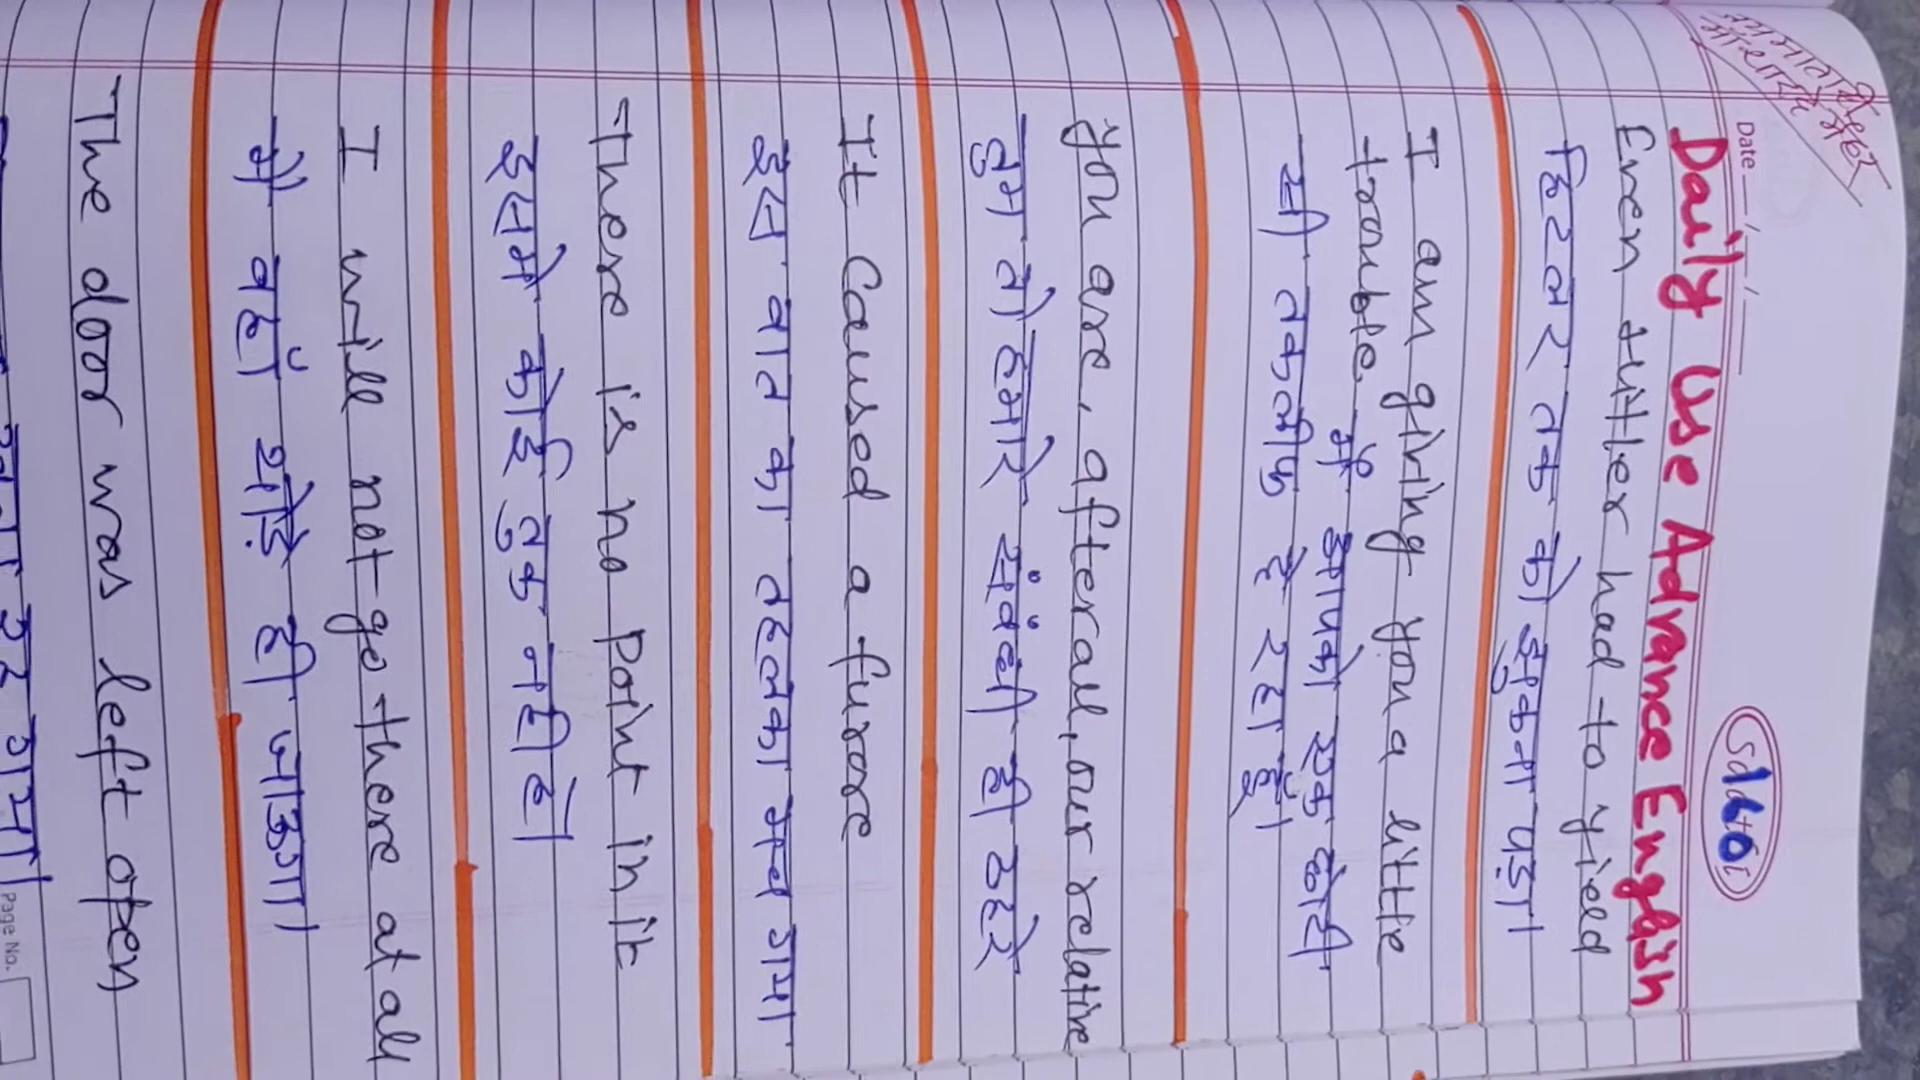 Date
Daily Use Advance English
Even Hitler had to yield
हिटलर तक को झुकना पड़ा
I am giving you a little
trouble. मैं आपको एक छोटी
सी तकलीफ दे रहा हूँ।
You are, afterall, our relative
तुम तो हमारे संबंधी ही ठहरे
It Caused a furore
इस बात का तहलका मच गया
There is no point in it
इसमे कोई तुक नही है।
I will not go there at all
मैं वहाँ थोड़े ही जाऊगा।
The door was left open
Page No.